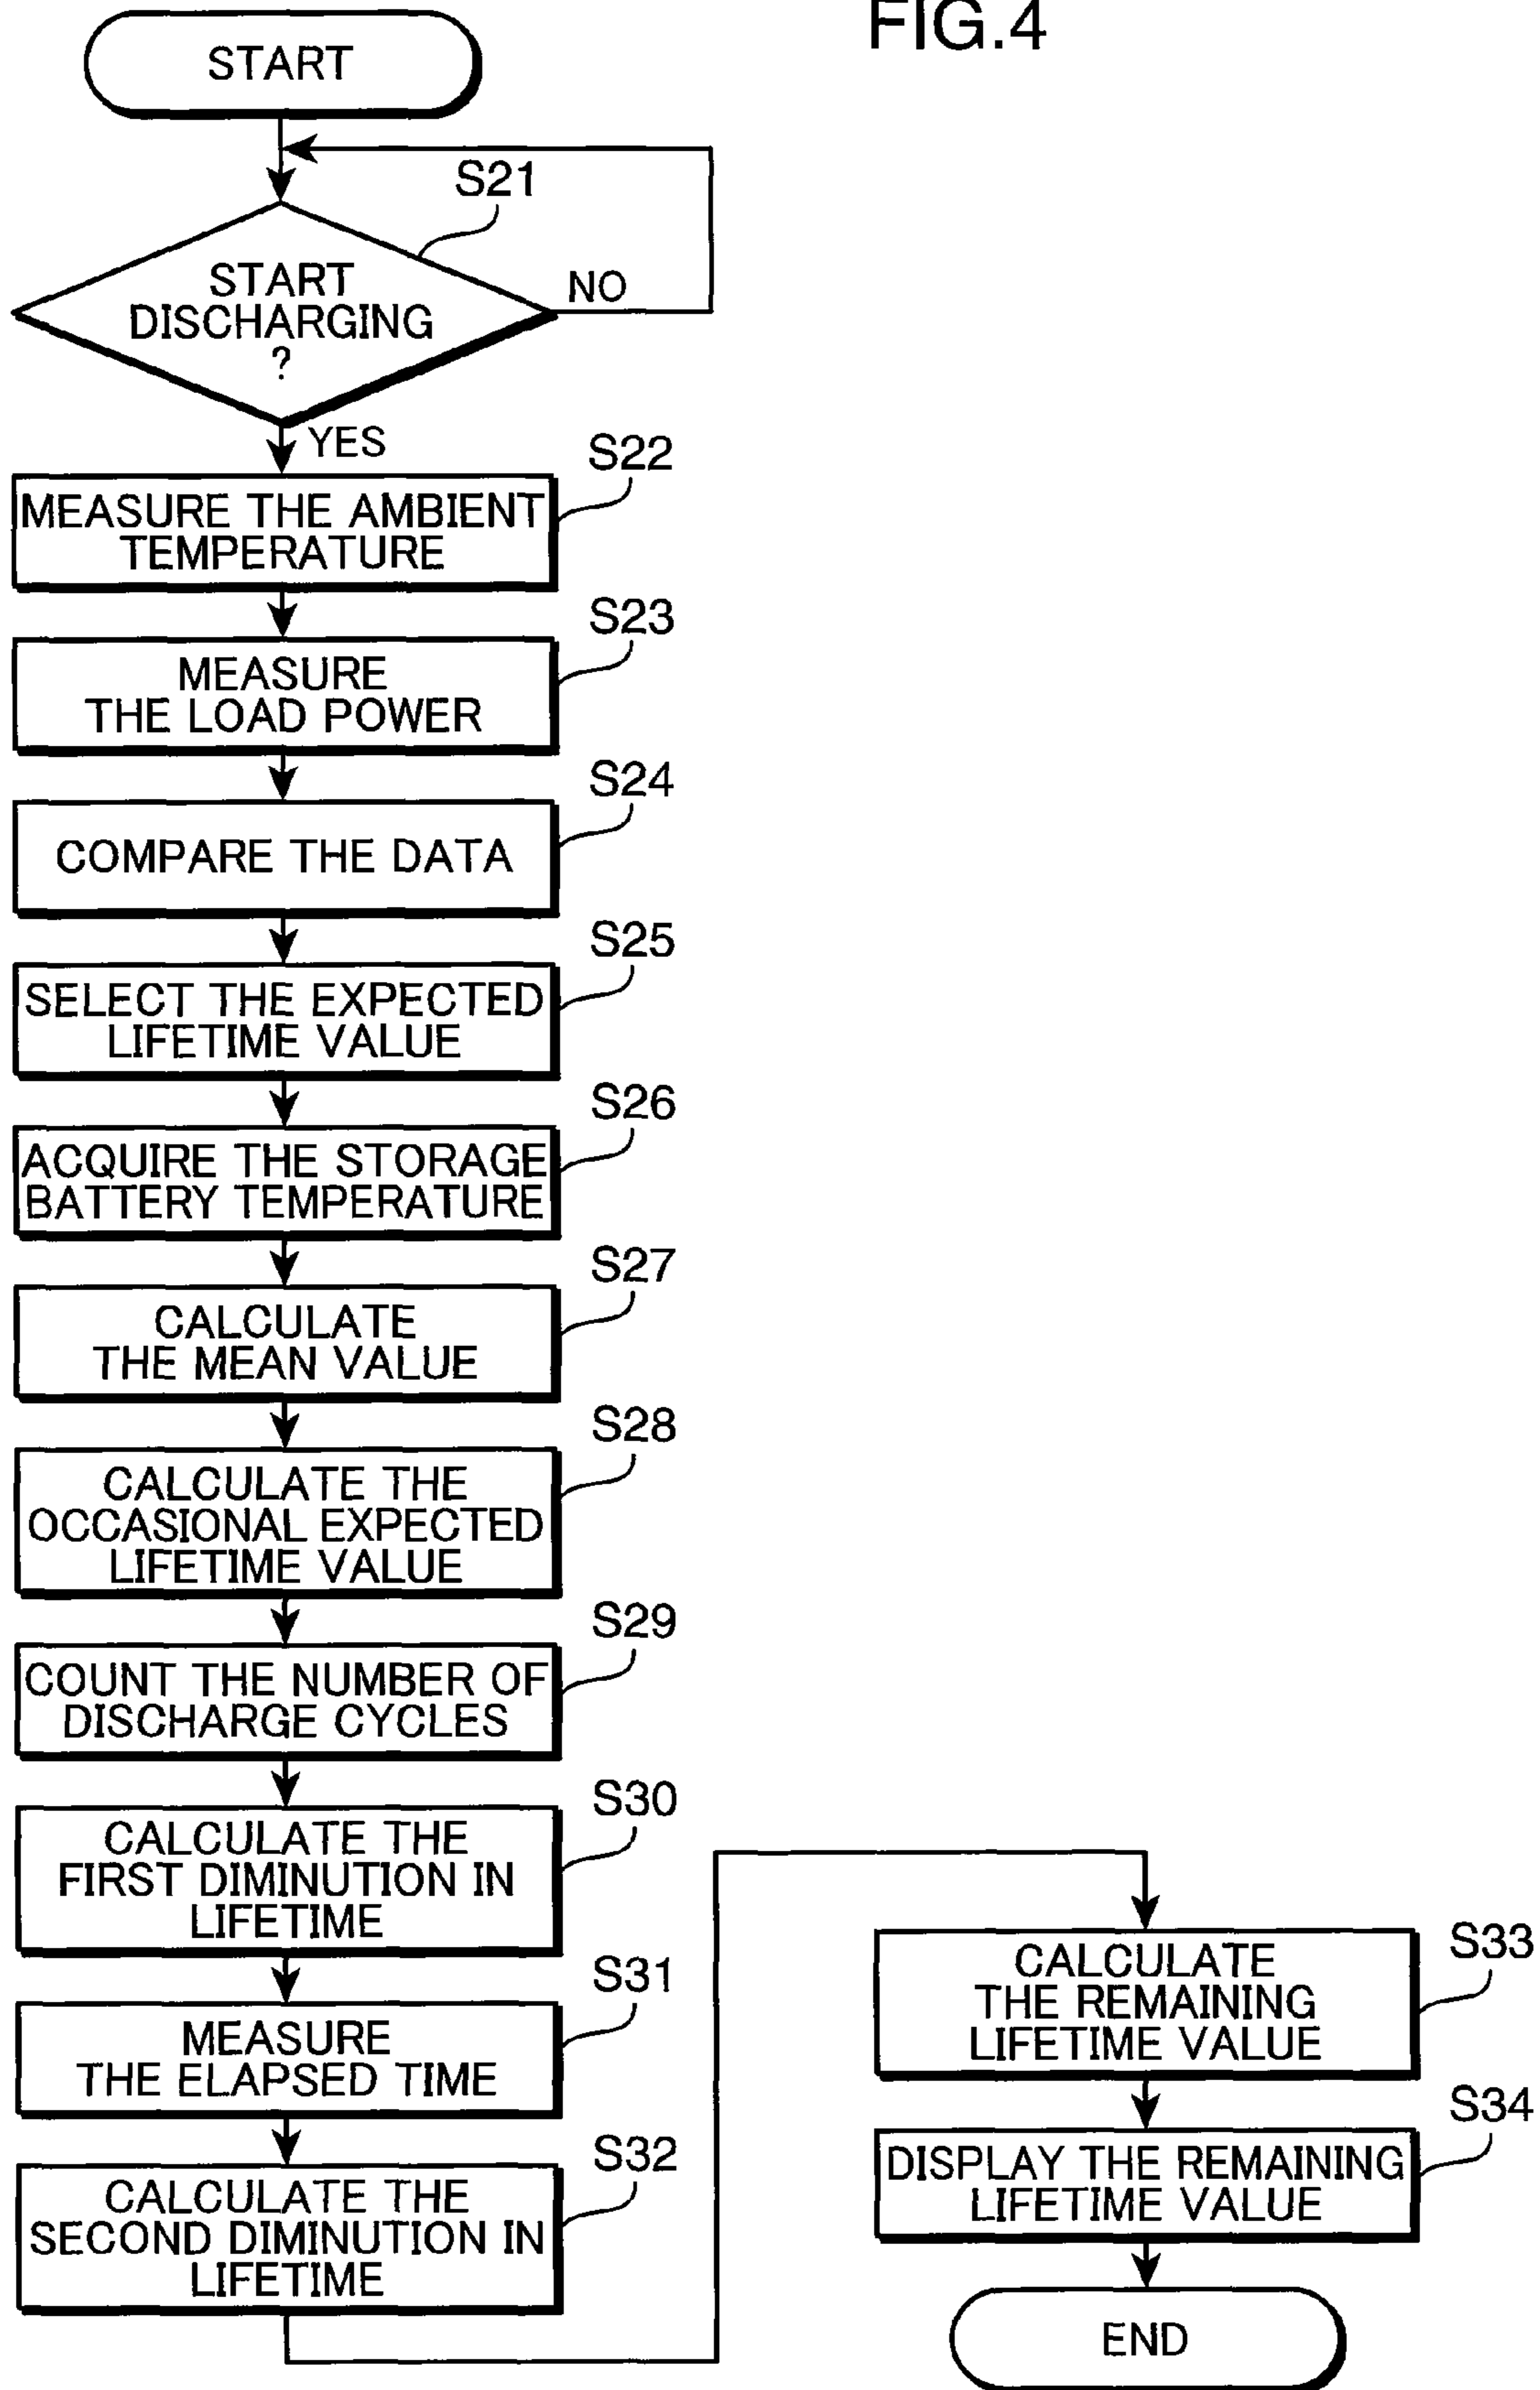 FIG.4
START
S21
START
DISCHARGING
?
NO
YES
S22
MEASURE THE AMBIENT
TEMPERATURE
S23
MEASURE
THE LOAD POWER
S24
COMPARE THE DATA
S25
SELECT THE EXPECTED
LIFETIME VALUE
S26
ACQUIRE THE STORAGE
BATTERY TEMPERATURE
S27
CALCULATE
THE MEAN VALUE
S28
CALCULATE THE
OCCASIONAL EXPECTED
LIFETIME VALUE
S29
COUNT THE NUMBER OF
DISCHARGE CYCLES
S30
CALCULATE THE
FIRST DIMINUTION IN
LIFETIME
S31
MEASURE
THE ELAPSED TIME
S32
CALCULATE THE
SECOND DIMINUTION IN
LIFETIME
S33
CALCULATE
THE REMAINING
LIFETIME VALUE
S34
DISPLAY THE REMAINING
LIFETIME VALUE
END